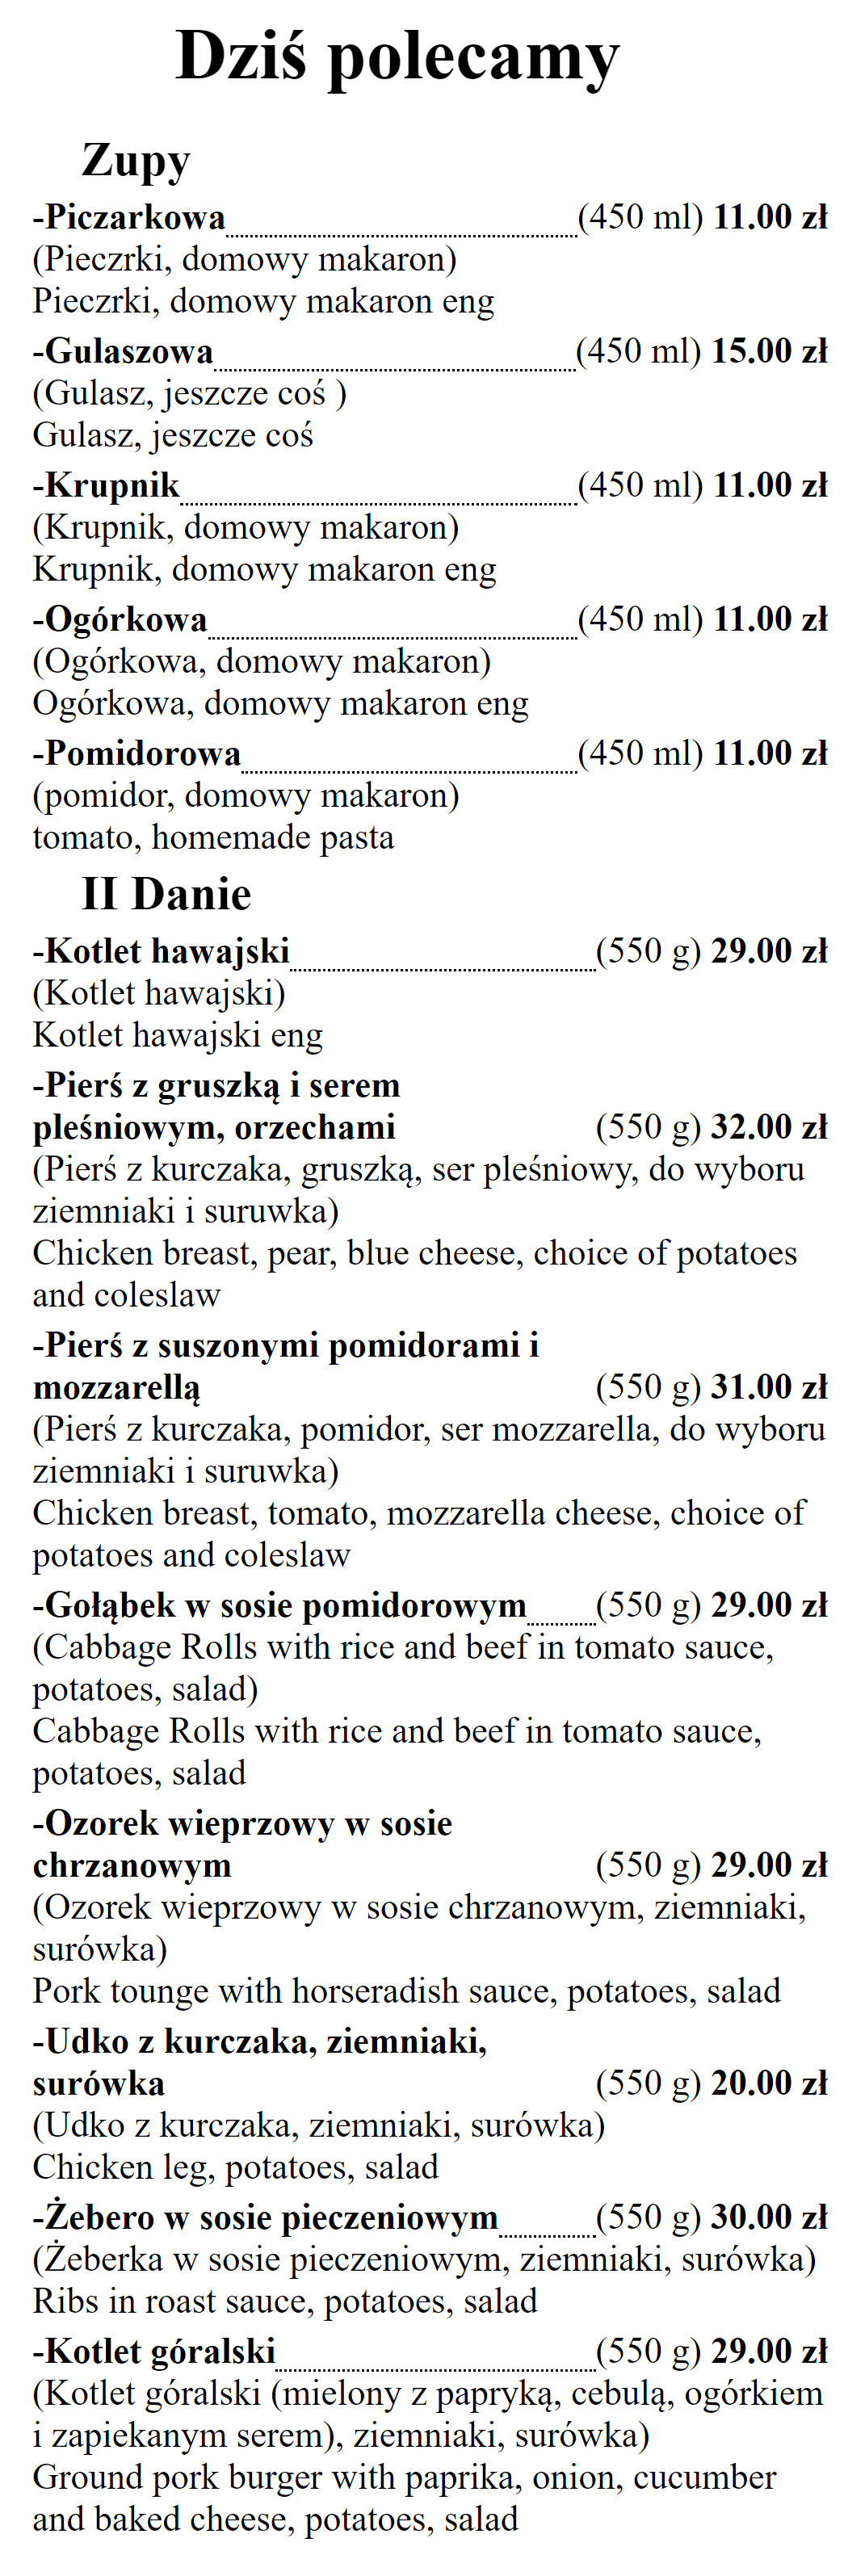 Dziś polecamy
Zupy
-Piczarkowa (450 ml) 11.00 zł
(Pieczrki, domowy makaron)
Pieczrki, domowy makaron eng
-Gulaszowa (450 ml) 15.00 zł
(Gulasz, jeszcze coś )
Gulasz, jeszcze coś
-Krupnik (450 ml) 11.00 zł
(Krupnik, domowy makaron)
Krupnik, domowy makaron eng
-Ogórkowa (450 ml) 11.00 zł
(Ogórkowa, domowy makaron)
Ogórkowa, domowy makaron eng
-Pomidorowa (450 ml) 11.00 zł
(pomidor, domowy makaron)
tomato, homemade pasta
II Danie
-Kotlet hawajski (550 g) 29.00 zł
(Kotlet hawajski)
Kotlet hawajski eng
-Pierś z gruszką i serem
pleśniowym, orzechami (550 g) 32.00 zł
(Pierś z kurczaka, gruszką, ser pleśniowy, do wyboru
ziemniaki i suruwka)
Chicken breast, pear, blue cheese, choice of potatoes
and coleslaw
-Pierś z suszonymi pomidorami i
mozzarellą (550 g) 31.00 zł
(Pierś z kurczaka, pomidor, ser mozzarella, do wyboru
ziemniaki i suruwka)
Chicken breast, tomato, mozzarella cheese, choice of
potatoes and coleslaw
-Gołąbek w sosie pomidorowym (550 g) 29.00 zł
(Cabbage Rolls with rice and beef in tomato sauce,
potatoes, salad)
Cabbage Rolls with rice and beef in tomato sauce,
potatoes, salad
-Ozorek wieprzowy w sosie
chrzanowym (550 g) 29.00 zł
(Ozorek wieprzowy w sosie chrzanowym, ziemniaki,
surówka)
Pork tounge with horseradish sauce, potatoes, salad
-Udko z kurczaka, ziemniaki,
surówka (550 g) 20.00 zł
(Udko z kurczaka, ziemniaki, surówka)
Chicken leg, potatoes, salad
-Żebero w sosie pieczeniowym (550 g) 30.00 zł
(Żeberka w sosie pieczeniowym, ziemniaki, surówka)
Ribs in roast sauce, potatoes, salad
-Kotlet góralski (550 g) 29.00 zł
(Kotlet góralski (mielony z papryką, cebulą, ogórkiem
i zapiekanym serem), ziemniaki, surówka)
Ground pork burger with paprika, onion, cucumber
and baked cheese, potatoes, salad